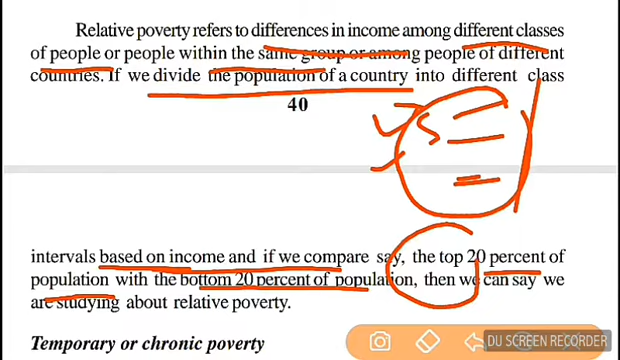 Relative poverty refers to differences in income among different classes
of people or people within the same group or among people of different
countries. If we divide the population of a country into different class
40
intervals based on income and if we compare say, the top 20 percent of
population with the bottom 20 percent of population, then we can say we
are studying about relative poverty.
Temporary or chronic poverty
DU SCREEN RECORDER